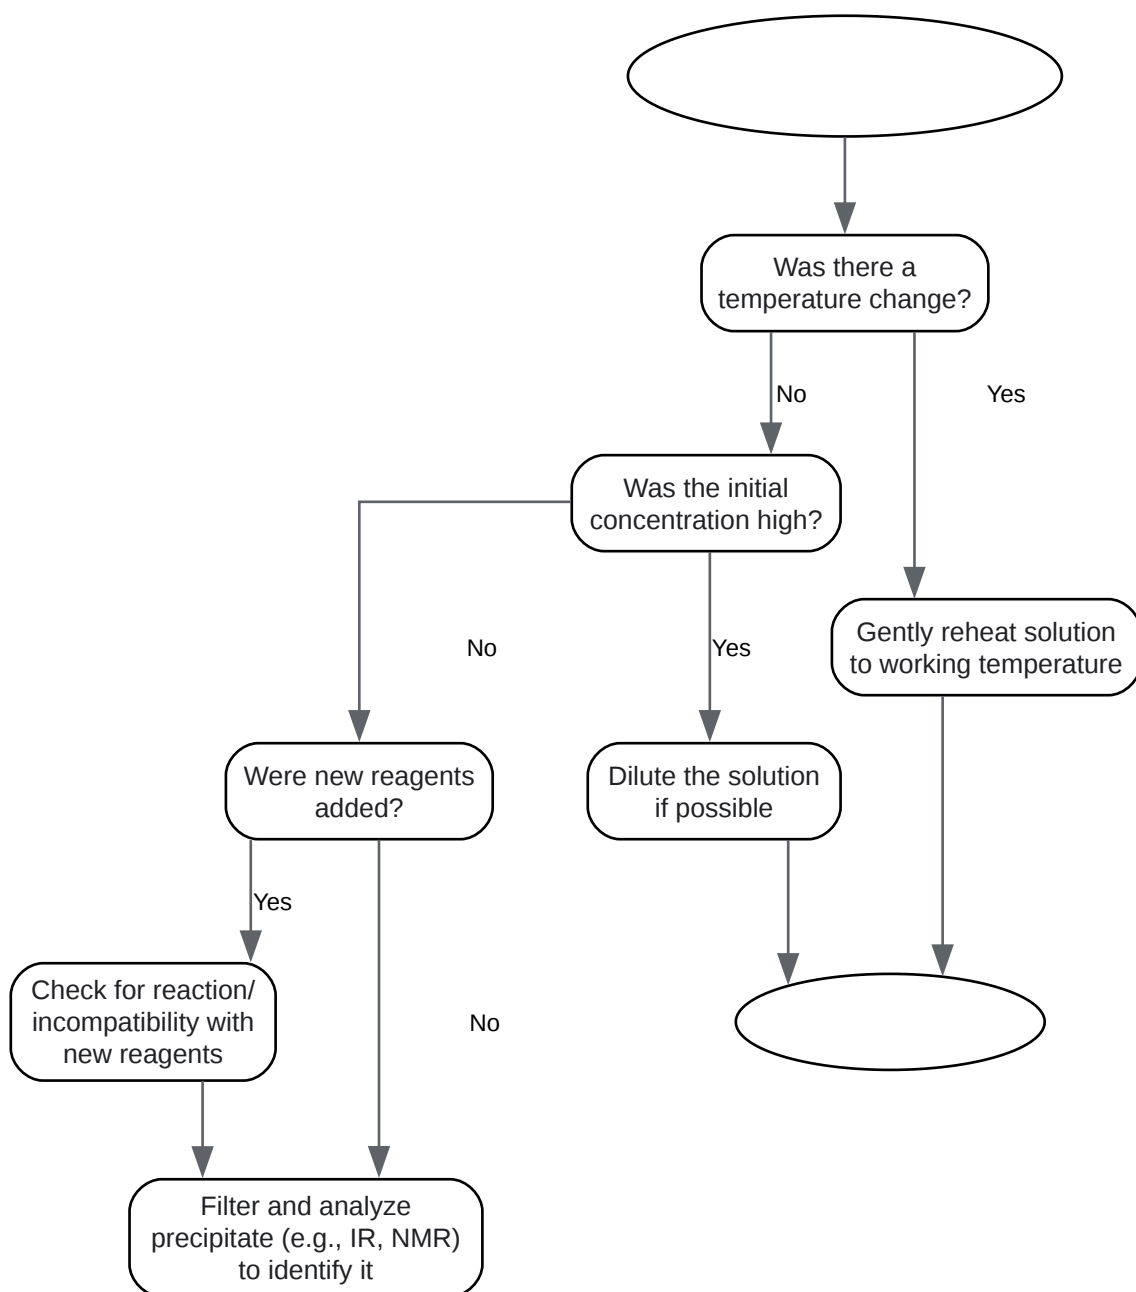 Was there a
temperature change?
No
Yes
Was the initial
concentration high?
No
Yes
Gently reheat solution
to working temperature
Were new reagents
added?
Dilute the solution
if possible
Yes
Check for reaction/
incompatibility with
new reagents
No
Filter and analyze
precipitate (e.g., IR, NMR)
to identify it